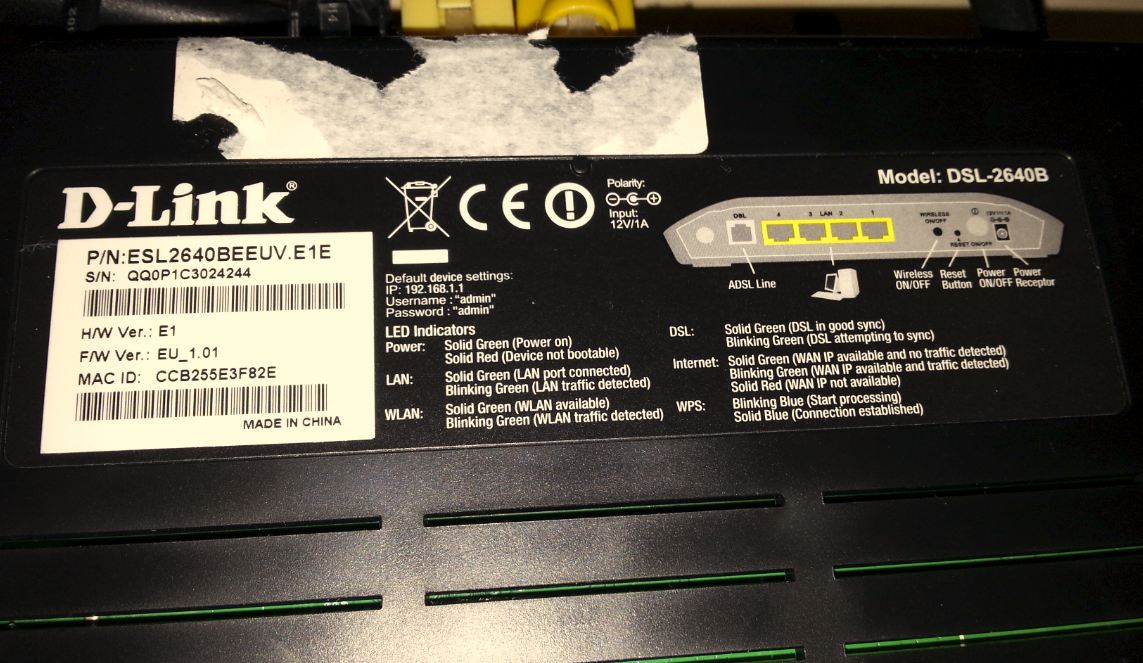 D-Link®
P/N:ESL2640BEEUV.E1E
S/N: QQ0P1C3024244
H/W Ver.: E1
F/W Ver.: EU_1.01
MAC ID: CCB255E3F82E
MADE IN CHINA
CE
Polarity:
Input:
12V/1A
Default device settings:
IP: 192.168.1.1
Username : "admin"
Password : "admin"
Model: DSL-2640B
DSL
4 3 LAN 2 1
WIRELESS
ON/OFF
12V/1A
RESET ON/OFF
ADSL Line
Wireless
ON/OFF
Reset
Button
Power
ON/OFF
Power
Receptor
LED Indicators
Power: Solid Green (Power on)
Solid Red (Device not bootable)
LAN: Solid Green (LAN port connected)
Blinking Green (LAN traffic detected)
WLAN: Solid Green (WLAN available)
Blinking Green (WLAN traffic detected)
DSL: Solid Green (DSL in good sync)
Blinking Green (DSL attempting to sync)
Internet: Solid Green (WAN IP available and no traffic detected)
Blinking Green (WAN IP available and traffic detected)
Solid Red (WAN IP not available)
WPS: Blinking Blue (Start processing)
Solid Blue (Connection established)